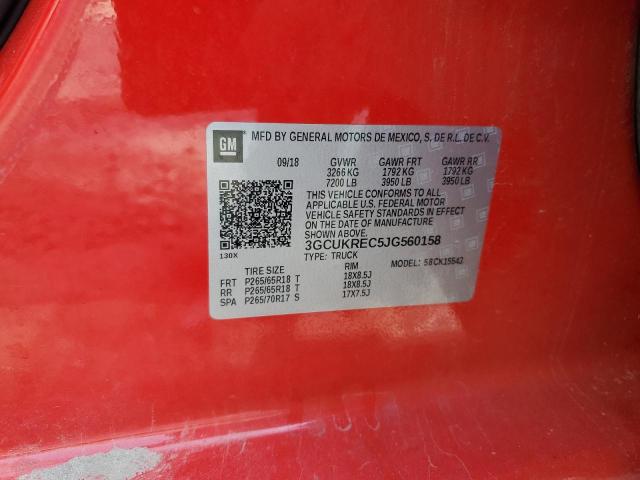 GM
MFD BY GENERAL MOTORS DE MEXICO, S. DE R.L. DE C.V.
09/18 GVWR GAWR FRT GAWR RR
3266 KG 1792 KG 1792 KG
7200 LB 3950 LB 3950 LB
THIS VEHICLE CONFORMS TO ALL
APPLICABLE U.S. FEDERAL MOTOR
VEHICLE SAFETY STANDARDS IN EFFECT
ON THE DATE OF MANUFACTURE
3GCUKREC5JG560158
130X
TYPE: TRUCK MODEL: 58CK15543
TIRE SIZE RIM
FRT P265/65R18 T 18X8.5J
RR P265/65R18 T 18X8.5J
SPA P265/70R17 S 17X7.5J